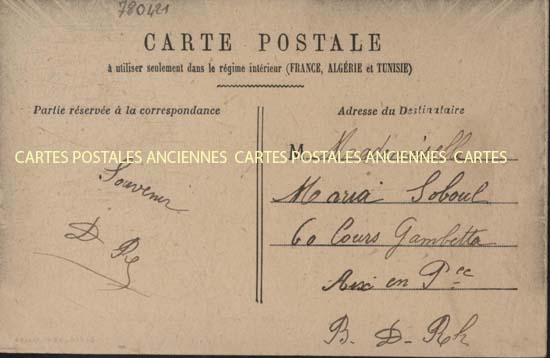 780421
CARTE POSTALE
à utiliser seulement dans le régime intérieur (FRANCE, ALGÉRIE et TUNISIE)
Partie réservée à la correspondance
Adresse du Destinataire
CARTES POSTALES ANCIENNES CARTES POSTALES ANCIENNES CARTES
M Mademoiselle
Maria Soboul
60 Cours Gambetta
Aix en P.ce
B. D. Rh
Souvenir
D